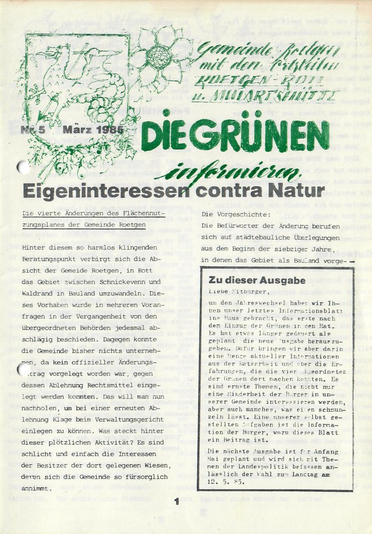 Gemeinde Roetgen
mit den Ortsteilen
ROETGEN-ROTT
u. MULARTSHÜTTE
Nr. 5 März 1985
DIE GRÜNEN
informieren
Eigeninteressen contra Natur
Die vierte Änderungen des Flächennut-
zungsplanes der Gemeinde Roetgen
Hinter diesem so harmlos klingenden
Beratungspunkt verbirgt sich die Ab-
sicht der Gemeide Roetgen, in Rott
das Gebiet zwischen Schnickevenn und
Waldrand in Bauland umzuwandeln. Die-
ses Vorhaben wurde in mehreren Voran-
fragen in der Vergangenheit von den
übergeordneten Behörden jedesmal ab-
schlägig beschieden. Dagegen konnte
die Gemeinde bisher nichts unterneh-
men, da kein offizieller Änderungs-
antrag vorgelegt worden war, gegen
dessen Ablehnung Rechtsmittel einge-
legt werden konnten. Das will man nun
nachholen, um bei einer erneuten Ab-
lehnung Klage beim Verwaltungsgericht
einlegen zu können. Was steckt hinter
dieser plötzlichen Aktivität? Es sind
schlicht und einfach die Interessen
der Besitzer der dort gelegenen Wiesen,
deren sich die Gemeinde so fürsorglich
annimmt.
Die Vorgeschichte:
Die Befürworter der Änderung berufen
sich auf städtebauliche Überlegungen
aus dem Beginn der siebziger Jahre,
in denen das Gebiet als Bauland vorge-
Zu dieser Ausgabe
Liebe Mitbürger,
um den Jahreswechsel haben wir Ih-
nen unser letztes Informationsblatt
ins Haus gebracht, das erste nach
dem Einzug der Grünen in den Rat.
Es hat etwas länger gedauert als
geplant die neue Ausgabe herauszu-
geben. Dafür bringen wir aber darin
eine Menge aktueller Informationen
aus der Ratsarbeit und über die Er-
fahrungen, die die vier Abgeordneten
der Grünen dort machen konnten. Es
sind ernste Themen, die nicht nur
eine Minderheit der Bürger in un-
serer Gemeinde interessieren werden,
aber auch manches, was einen schmun-
zeln lässt. Eine unserer selbst ge-
stellten Aufgaben ist die Informa-
tion der Bürger, wozu dieses Blatt
ein Beitrag ist.
Die nächste Ausgabe ist für Anfang
Mai geplant und wird sich mit The-
men der Landespolitik befassen an-
lässlich der Wahl zum Landtag am
12. 5. 85.
1